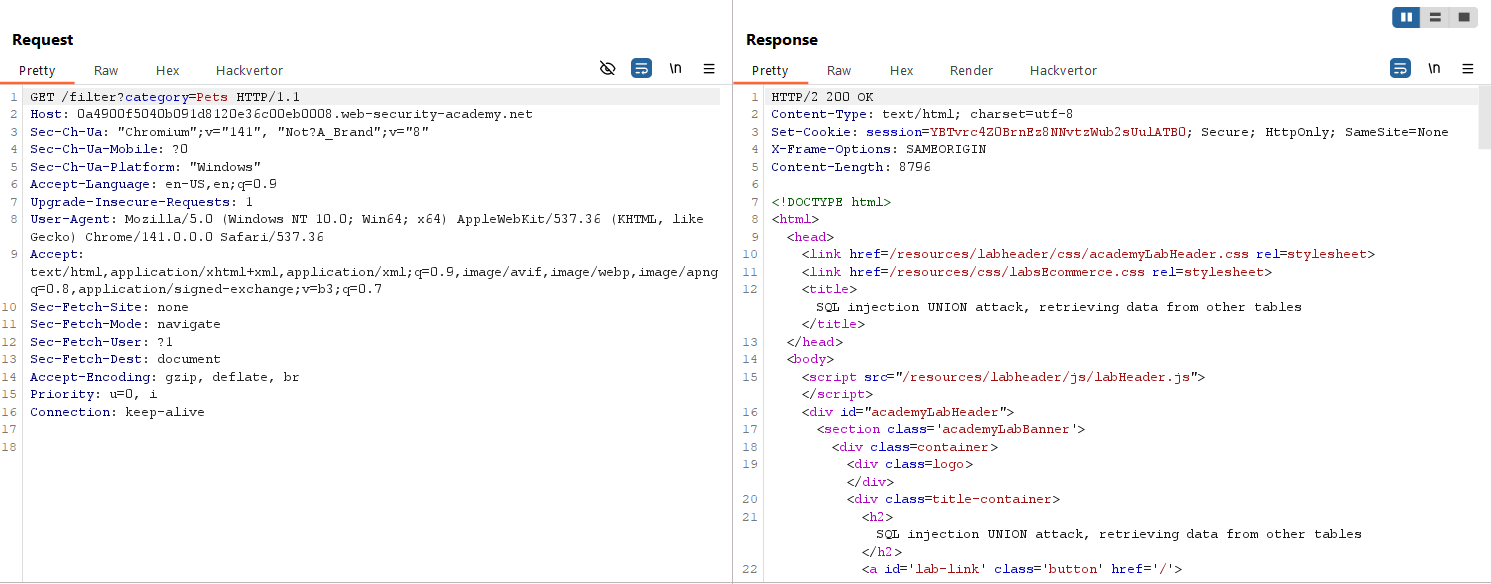 Request
Pretty Raw Hex Hackvertor \n
1 GET /filter?category=Pets HTTP/1.1
2 Host: 0a4900f5040b091d8120e36c00eb0008.web-security-academy.net
3 Sec-Ch-Ua: "Chromium";v="141", "Not?A_Brand";v="8"
4 Sec-Ch-Ua-Mobile: ?0
5 Sec-Ch-Ua-Platform: "Windows"
6 Accept-Language: en-US,en;q=0.9
7 Upgrade-Insecure-Requests: 1
8 User-Agent: Mozilla/5.0 (Windows NT 10.0; Win64; x64) AppleWebKit/537.36 (KHTML, like
Gecko) Chrome/141.0.0.0 Safari/537.36
9 Accept:
text/html,application/xhtml+xml,application/xml;q=0.9,image/avif,image/webp,image/apng
q=0.8,application/signed-exchange;v=b3;q=0.7
10 Sec-Fetch-Site: none
11 Sec-Fetch-Mode: navigate
12 Sec-Fetch-User: ?1
13 Sec-Fetch-Dest: document
14 Accept-Encoding: gzip, deflate, br
15 Priority: u=0, i
16 Connection: keep-alive
17
18
Response
Pretty Raw Hex Render Hackvertor \n
1 HTTP/2 200 OK
2 Content-Type: text/html; charset=utf-8
3 Set-Cookie: session=YBTvrc4Z0BrnEz8NNvtzWub2sUulATB0; Secure; HttpOnly; SameSite=None
4 X-Frame-Options: SAMEORIGIN
5 Content-Length: 8796
6
7 <!DOCTYPE html>
8 <html>
9 <head>
10 <link href=/resources/labheader/css/academyLabHeader.css rel=stylesheet>
11 <link href=/resources/css/labsEcommerce.css rel=stylesheet>
12 <title>
SQL injection UNION attack, retrieving data from other tables
</title>
13 </head>
14 <body>
15 <script src="/resources/labheader/js/labHeader.js">
</script>
16 <div id="academyLabHeader">
17 <section class='academyLabBanner'>
18 <div class=container>
19 <div class=logo>
</div>
20 <div class=title-container>
21 <h2>
SQL injection UNION attack, retrieving data from other tables
</h2>
22 <a id='lab-link' class='button' href='/'>